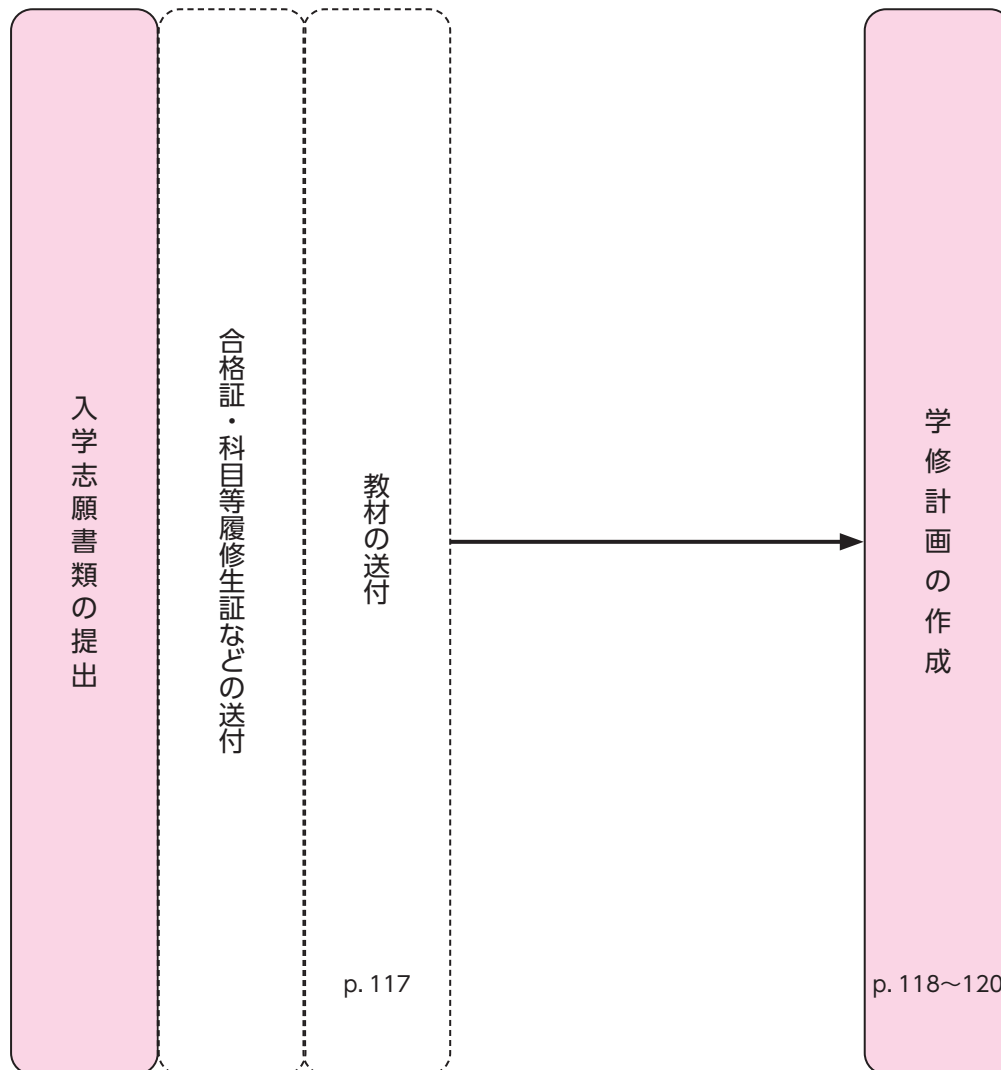 入学志願書類の提出
合格証・科目等履修生証などの送付
教材の送付
p. 117
学修計画の作成
p. 118～120